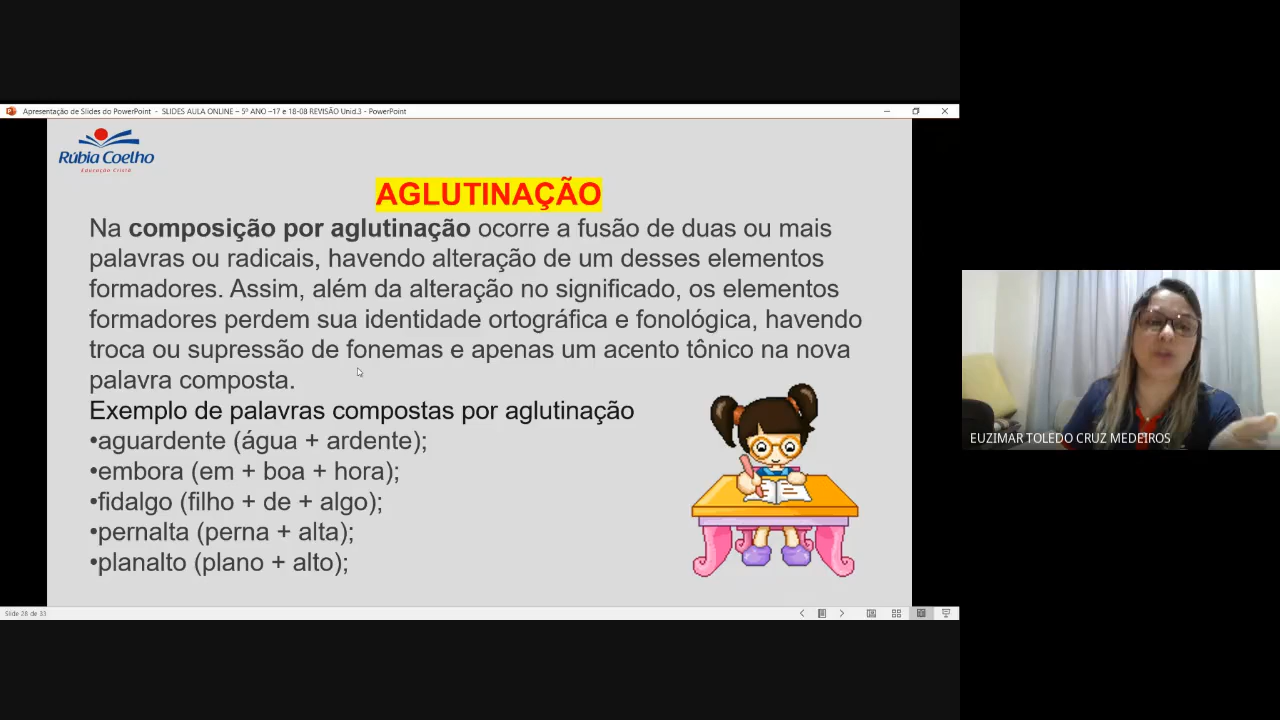 Apresentação de Slides do PowerPoint - SLIDES AULA ONLINE – 5º ANO –17 e 18-08 REVISÃO Unid.3 - PowerPoint
Rúbia Coelho
Educação Cristã
AGLUTINAÇÃO
Na composição por aglutinação ocorre a fusão de duas ou mais
palavras ou radicais, havendo alteração de um desses elementos
formadores. Assim, além da alteração no significado, os elementos
formadores perdem sua identidade ortográfica e fonológica, havendo
troca ou supressão de fonemas e apenas um acento tônico na nova
palavra composta.
Exemplo de palavras compostas por aglutinação
•aguardente (água + ardente);
•embora (em + boa + hora);
•fidalgo (filho + de + algo);
•pernalta (perna + alta);
•planalto (plano + alto);
EUZIMAR TOLEDO CRUZ MEDEIROS
Slide 28 de 33